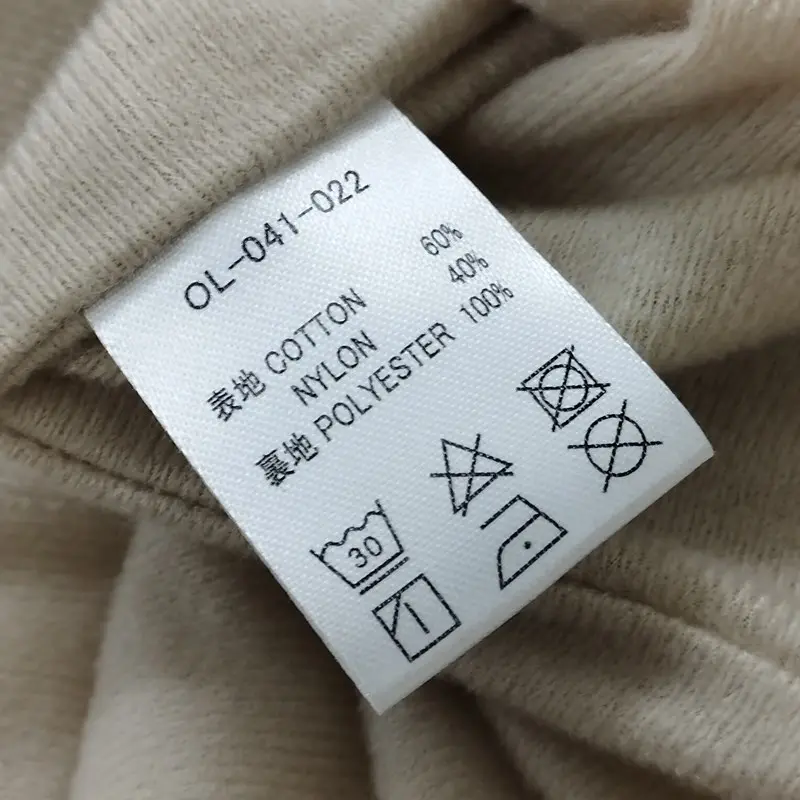 OL-041-022
表地 COTTON 60%
NYLON 40%
裏地 POLYESTER 100%
30